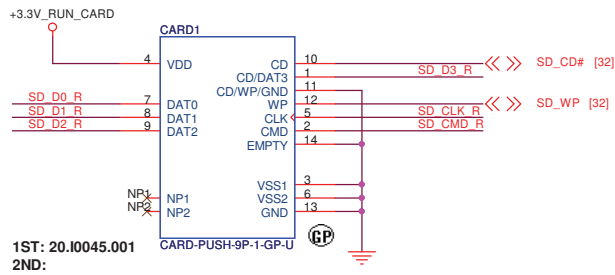 +3.3V_RUN_CARD
CARD1
4 VDD CD 10 SD_CD# [32]
CD/DAT3 1 SD_D3_R
CD/WP/GND 11
SD_D0_R 7 DAT0 WP 12 SD_WP [32]
SD_D1_R 8 DAT1 CLK 5 SD_CLK_R
SD_D2_R 9 DAT2 CMD 2 SD_CMD_R
EMPTY 14
NP1 NP1 VSS1 3
NP2 NP2 VSS2 6
GND 13
GP
CARD-PUSH-9P-1-GP-U
1ST: 20.I0045.001
2ND: